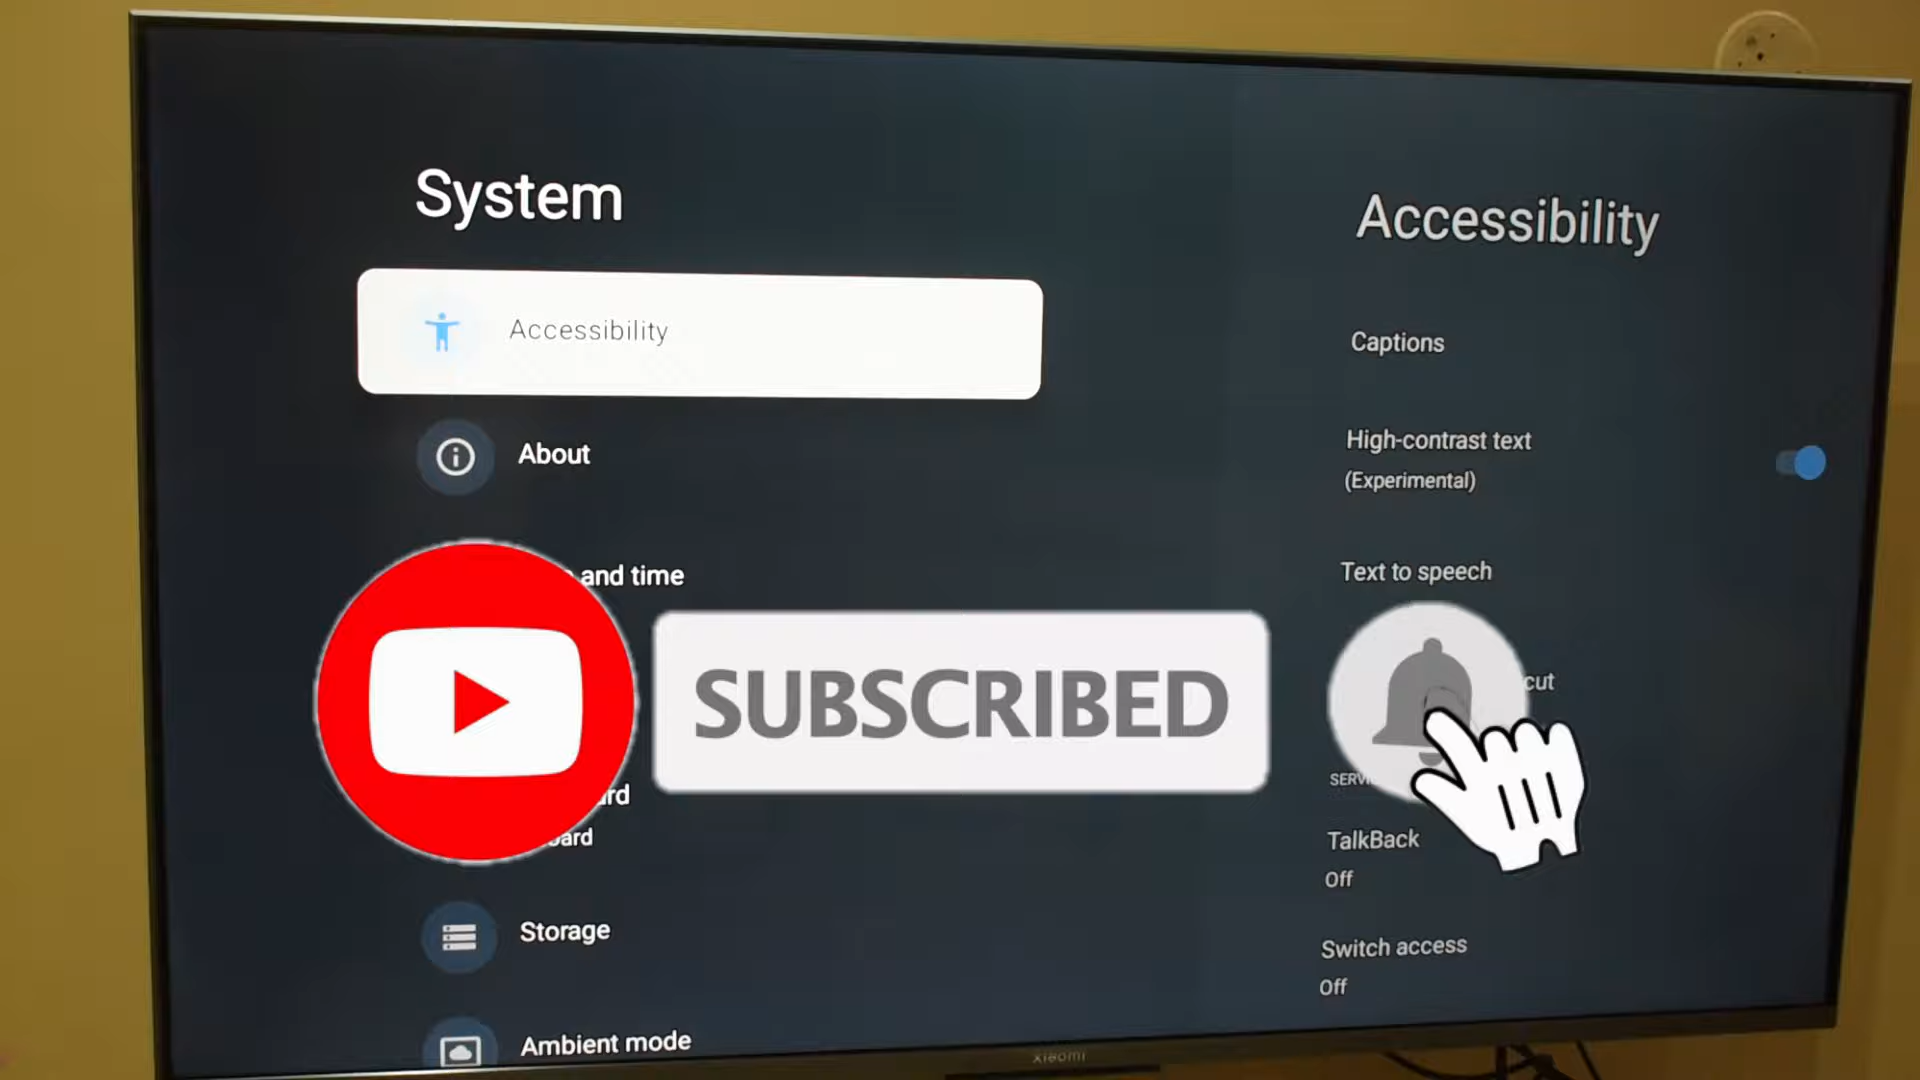 System
Accessibility
About
and time
SUBSCRIBED
ard
Storage
Ambient mode
Accessibility
Captions
High-contrast text
(Experimental)
Text to speech
cut
TalkBack
Off
Switch access
Off
xiaomi